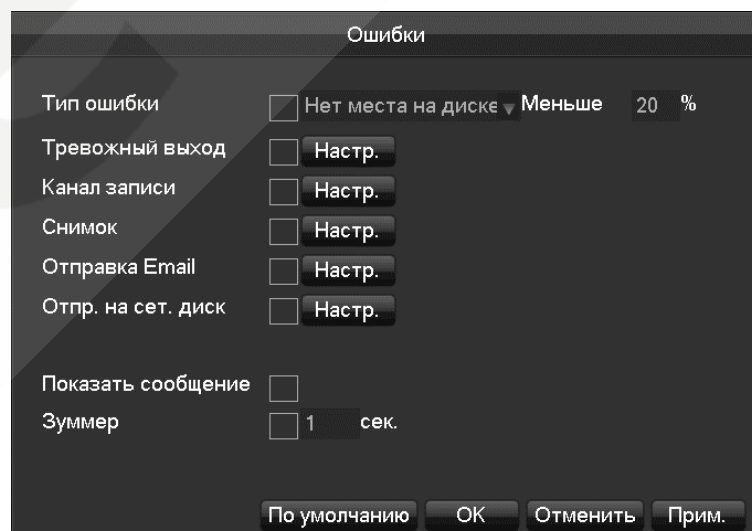 Ошибки
Тип ошибки Нет места на диске Меньше 20 %
Тревожный выход Настр.
Канал записи Настр.
Снимок Настр.
Отправка Email Настр.
Отпр. на сет. диск Настр.
Показать сообщение
Зуммер 1 сек.
По умолчанию OK Отменить Прим.